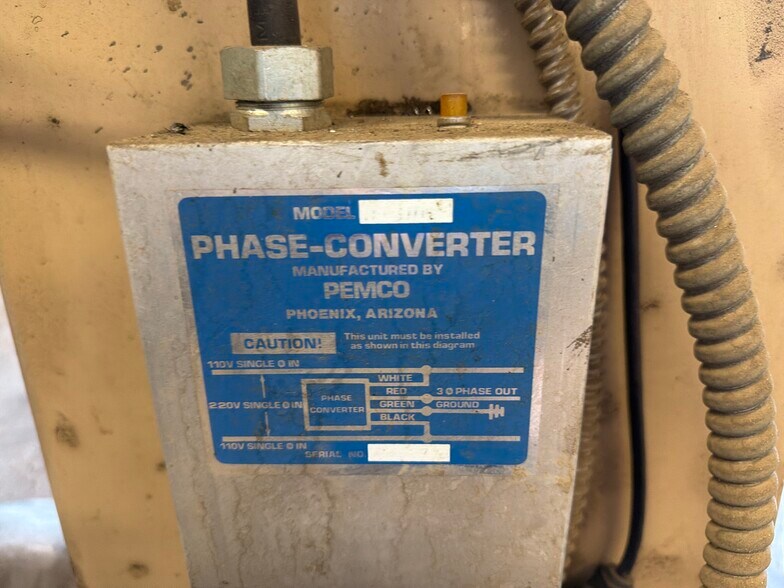 MODEL
PHASE-CONVERTER
MANUFACTURED BY
PEMCO
PHOENIX, ARIZONA
CAUTION! This unit must be installed
as shown in this diagram
110V SINGLE Ø IN
WHITE
RED 3 Ø PHASE OUT
220V SINGLE Ø IN PHASE CONVERTER GREEN GROUND
BLACK
110V SINGLE Ø IN
SERIAL NO.